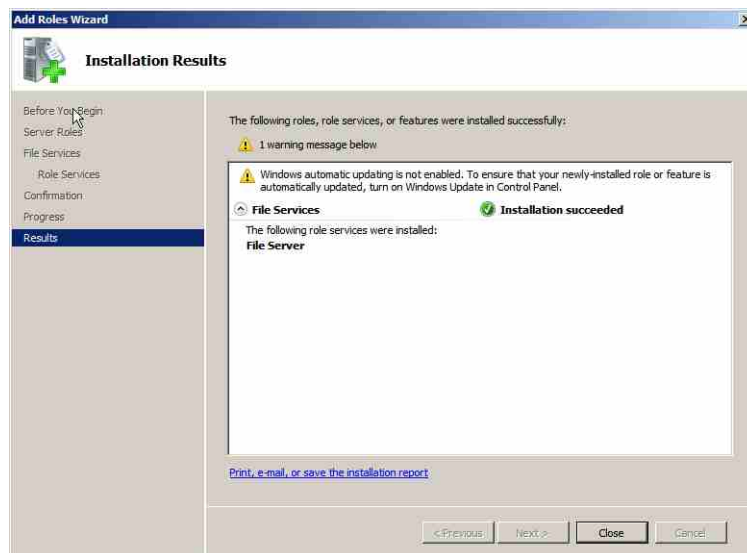 Add Roles Wizard
Installation Results
Before You Begin
Server Roles
File Services
Role Services
Confirmation
Progress
Results
The following roles, role services, or features were installed successfully:
1 warning message below
Windows automatic updating is not enabled. To ensure that your newly-installed role or feature is
automatically updated, turn on Windows Update in Control Panel.
File Services Installation succeeded
The following role services were installed:
File Server
Print, e-mail, or save the installation report
< Previous Next > Close Cancel